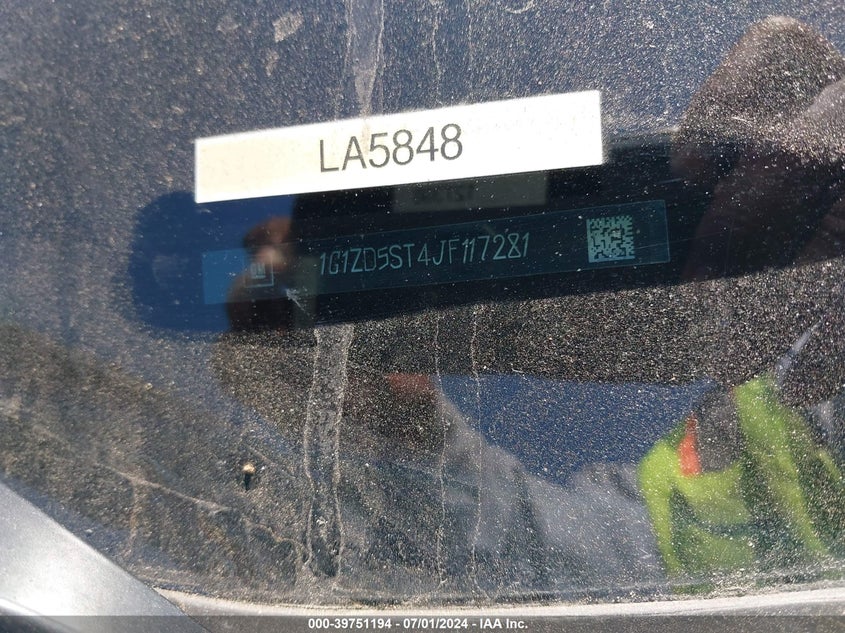 LA5848
1G1ZD5ST4JF117281
000-39751194 - 07/01/2024 - IAA Inc.